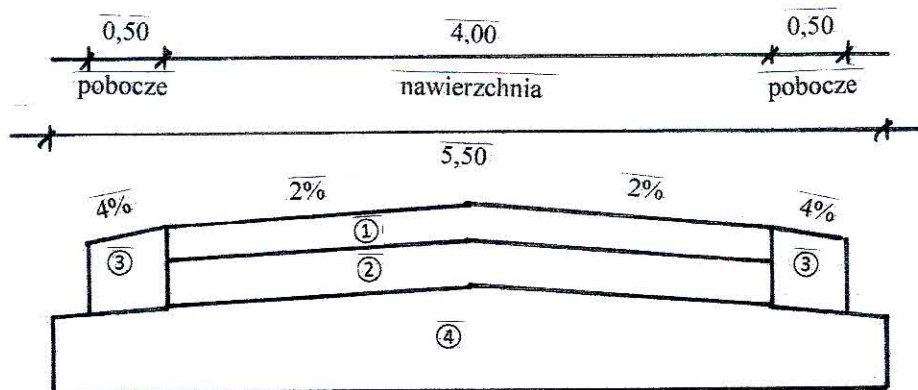 0,50 4,00 0,50
pobocze nawierzchnia pobocze
5,50
4% 2% 2% 4%
①
③ ② ③
④